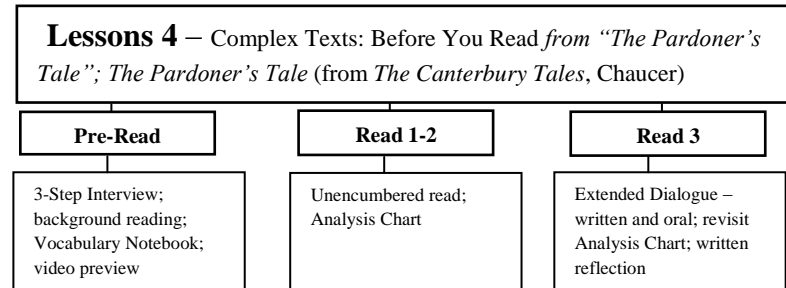 Lessons 4 – Complex Texts: Before You Read from “The Pardoner’s
Tale”; The Pardoner’s Tale (from The Canterbury Tales, Chaucer)
Pre-Read
3-Step Interview;
background reading;
Vocabulary Notebook;
video preview
Read 1-2
Unencumbered read;
Analysis Chart
Read 3
Extended Dialogue –
written and oral; revisit
Analysis Chart; written
reflection